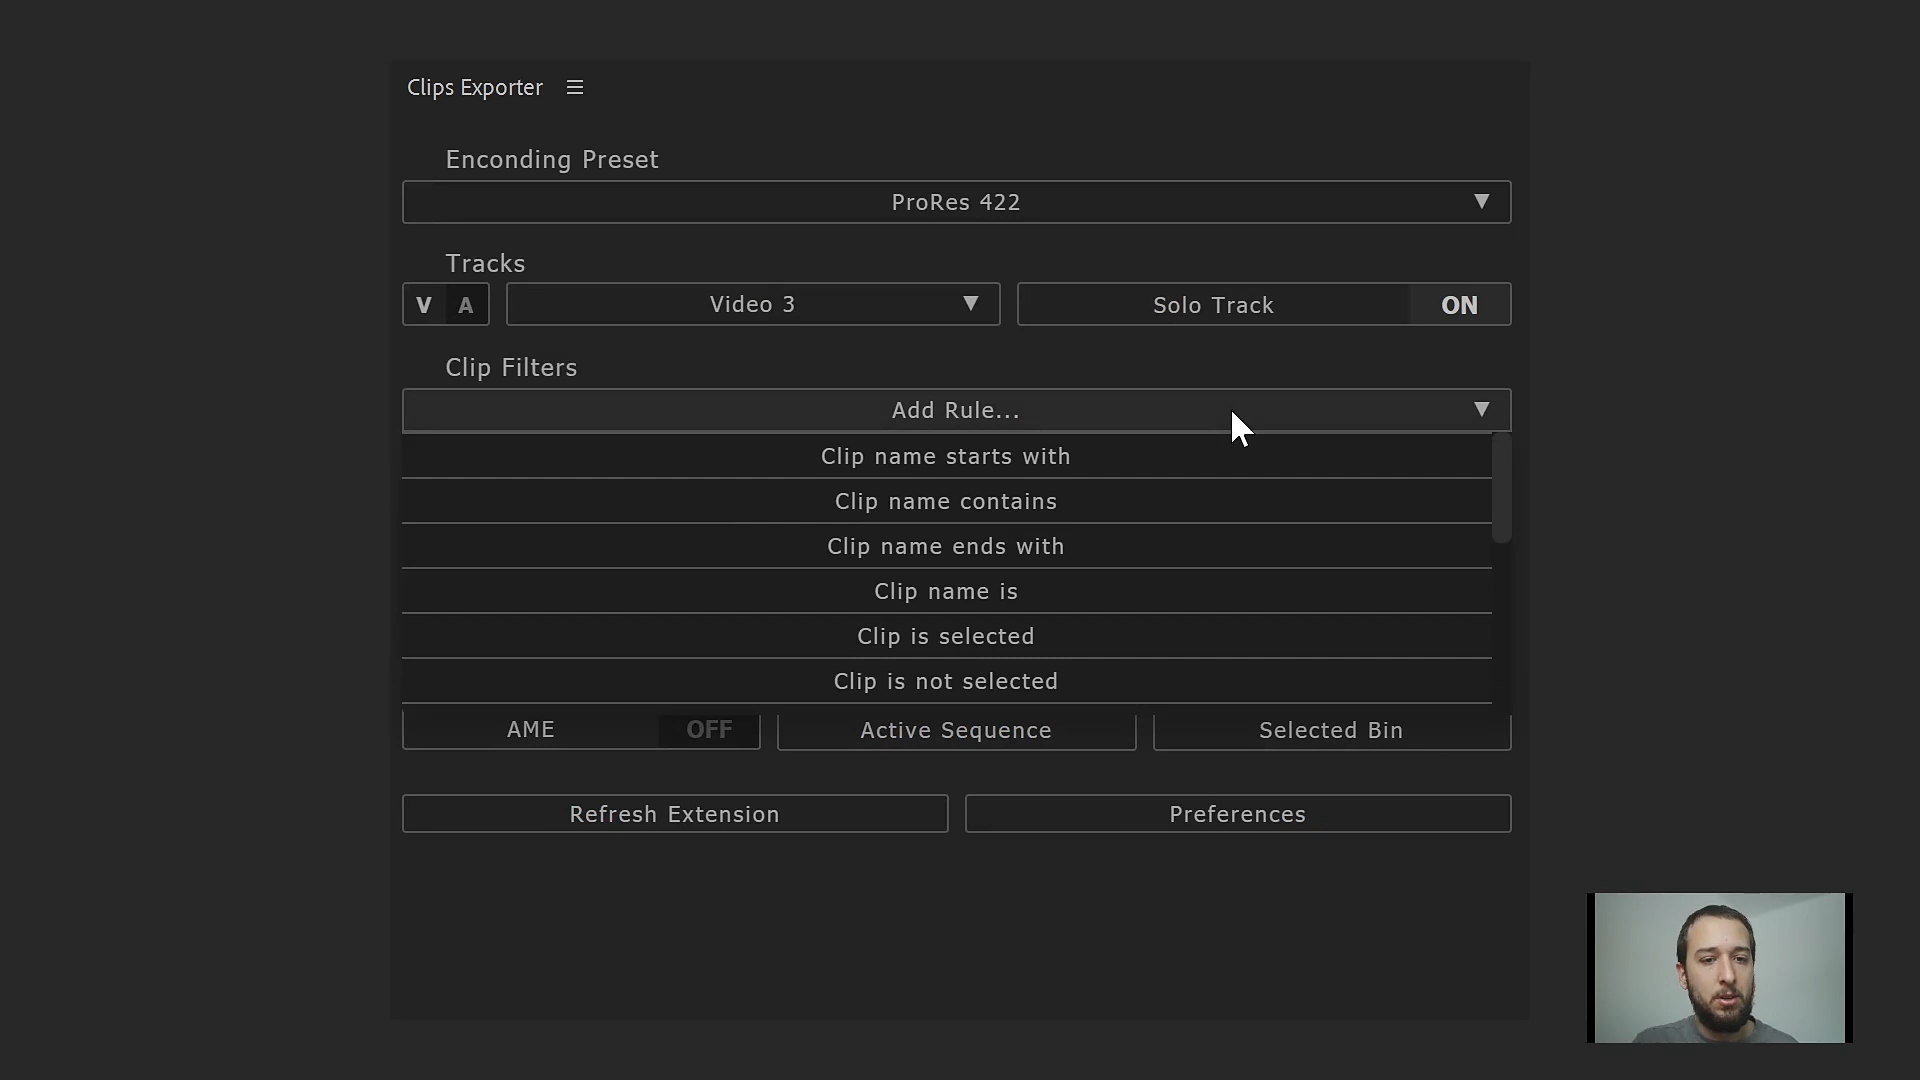 Clips Exporter
Enconding Preset
ProRes 422
Tracks
V A Video 3 Solo Track ON
Clip Filters
Add Rule...
Clip name starts with
Clip name contains
Clip name ends with
Clip name is
Clip is selected
Clip is not selected
AME OFF Active Sequence Selected Bin
Refresh Extension Preferences